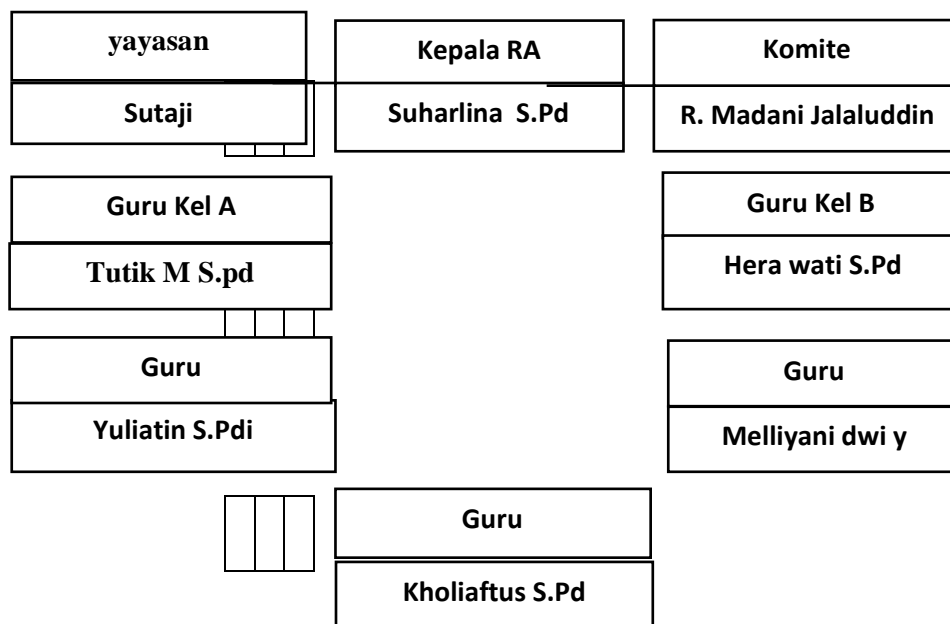 yayasan
Sutaji
Kepala RA
Suharlina S.Pd
Komite
R. Madani Jalaluddin
Guru Kel A
Tutik M S.pd
Guru Kel B
Hera wati S.Pd
Guru
Yuliatin S.Pdi
Guru
Melliyani dwi y
Guru
Kholiaftus S.Pd